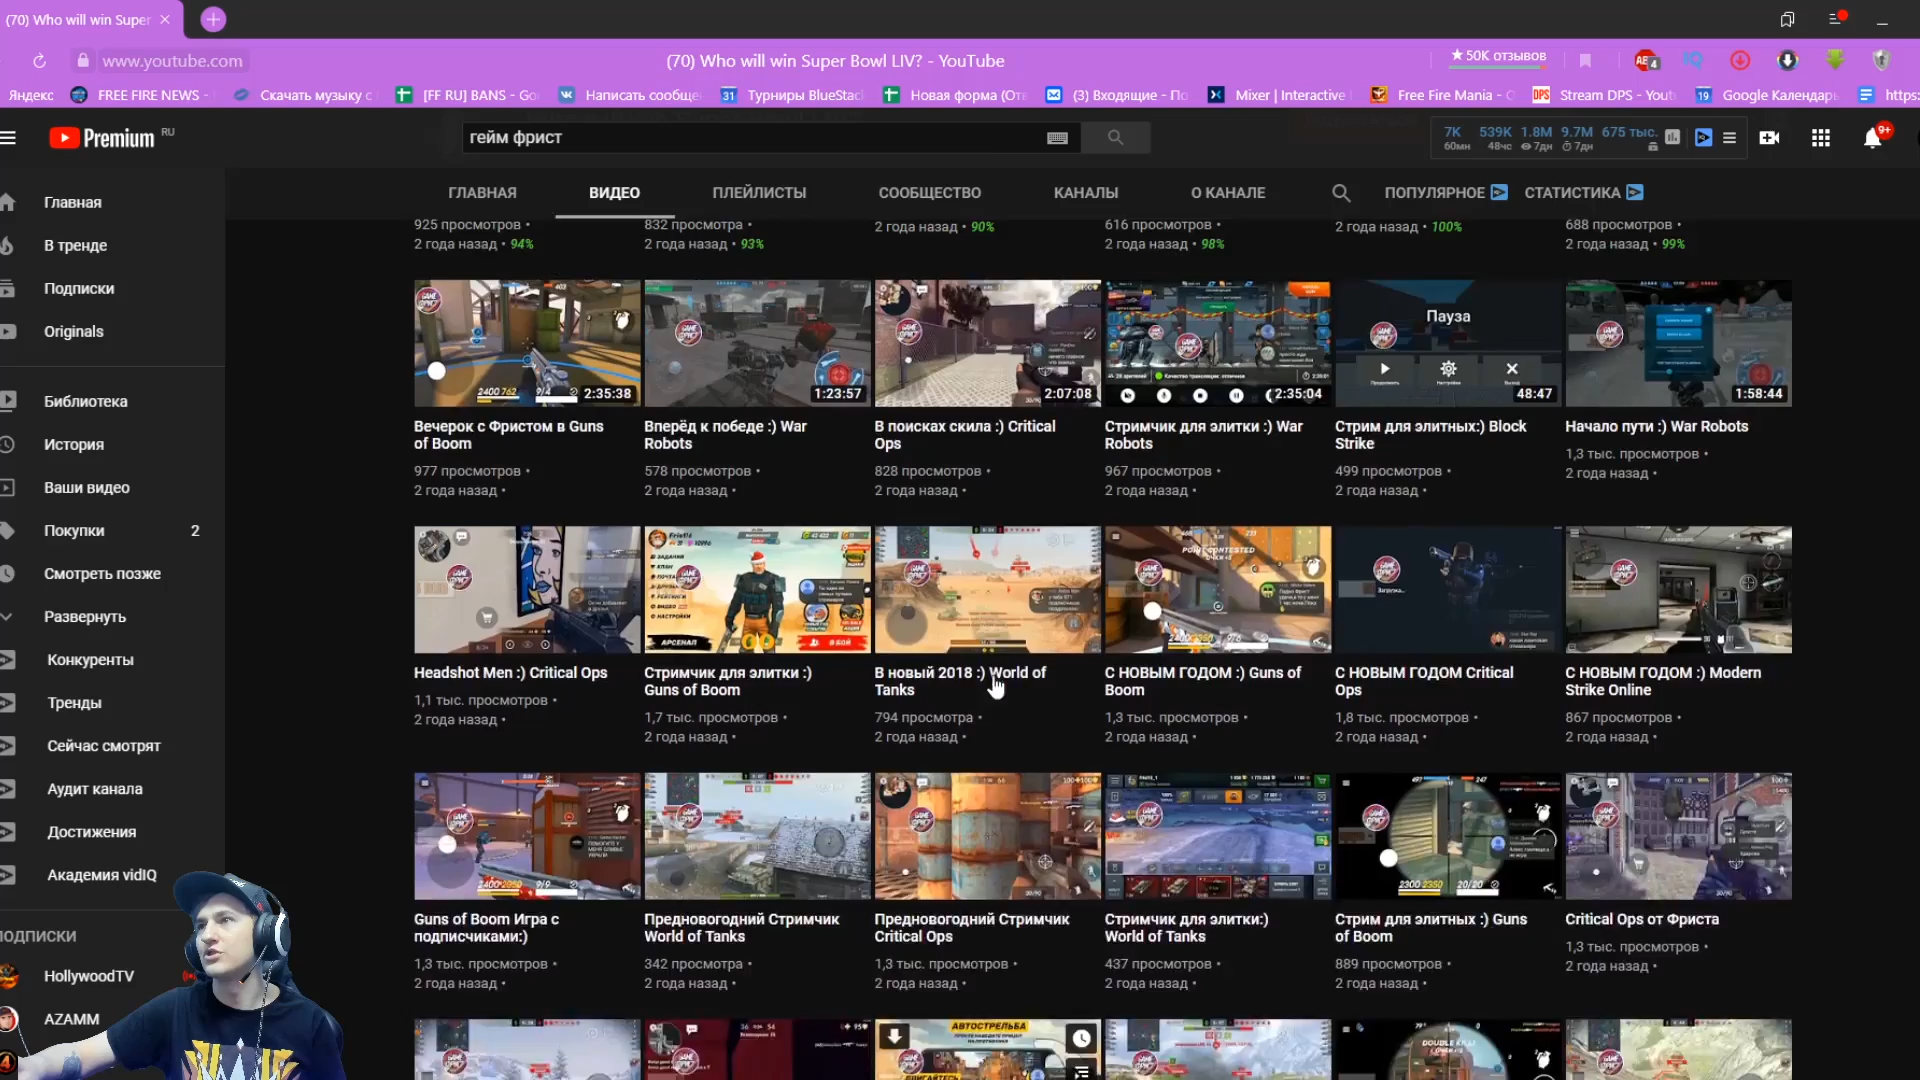 (70) Who will win Super
www.youtube.com
(70) Who will win Super Bowl LIV? - YouTube
★ 50K отзывов
Яндекс
FREE FIRE NEWS -
Скачать музыку с
[FF RU] BANS - Go
Написать сообще
31 Турниры BlueStac
Новая форма (От
(3) Входящие - По
Mixer | Interactive
Free Fire Mania -
DPS Stream DPS - Yout
19 Google Календарь
https:
Premium RU
гейм фрист
7K 539K 1.8M 9.7M 675 тыс.
60мн 48чс 7дн 7дн
9+
ГЛАВНАЯ ВИДЕО ПЛЕЙЛИСТЫ СООБЩЕСТВО КАНАЛЫ О КАНАЛЕ ПОПУЛЯРНОЕ СТАТИСТИКА
Главная
В тренде
Подписки
Originals
Библиотека
История
Ваши видео
Покупки 2
Смотреть позже
Развернуть
Конкуренты
Тренды
Сейчас смотрят
Аудит канала
Достижения
Академия vidIQ
ПОДПИСКИ
HollywoodTV
AZAMM
925 просмотров •
2 года назад • 94%
832 просмотра •
2 года назад • 93%
2 года назад • 90%
616 просмотров •
2 года назад • 98%
2 года назад • 100%
688 просмотров •
2 года назад • 99%
2:35:38
Вечерок с Фристом в Guns
of Boom
977 просмотров •
2 года назад •
1:23:57
Вперёд к победе :) War
Robots
578 просмотров •
2 года назад •
2:07:08
В поисках скила :) Critical
Ops
828 просмотров •
2 года назад •
2:35:04
Стримчик для элитки :) War
Robots
967 просмотров •
2 года назад •
Пауза
48:47
Стрим для элитных:) Block
Strike
499 просмотров •
2 года назад •
1:58:44
Начало пути :) War Robots
1,3 тыс. просмотров •
2 года назад •
Headshot Men :) Critical Ops
1,1 тыс. просмотров •
2 года назад •
АРСЕНАЛ
В БОЙ
Стримчик для элитки :)
Guns of Boom
1,7 тыс. просмотров •
2 года назад •
В новый 2018 :) World of
Tanks
794 просмотра •
2 года назад •
POINT CONTESTED
С НОВЫМ ГОДОМ :) Guns of
Boom
1,3 тыс. просмотров •
2 года назад •
С НОВЫМ ГОДОМ Critical
Ops
1,8 тыс. просмотров •
2 года назад •
С НОВЫМ ГОДОМ :) Modern
Strike Online
867 просмотров •
2 года назад •
Guns of Boom Игра с
подписчиками:)
1,3 тыс. просмотров •
2 года назад •
Предновогодний Стримчик
World of Tanks
342 просмотра •
2 года назад •
Предновогодний Стримчик
Critical Ops
1,3 тыс. просмотров •
2 года назад •
Стримчик для элитки:)
World of Tanks
437 просмотров •
2 года назад •
Стрим для элитных :) Guns
of Boom
889 просмотров •
2 года назад •
Critical Ops от Фриста
1,3 тыс. просмотров •
2 года назад •
АВТОСТРЕЛЬБА
DOUBLE KILL!